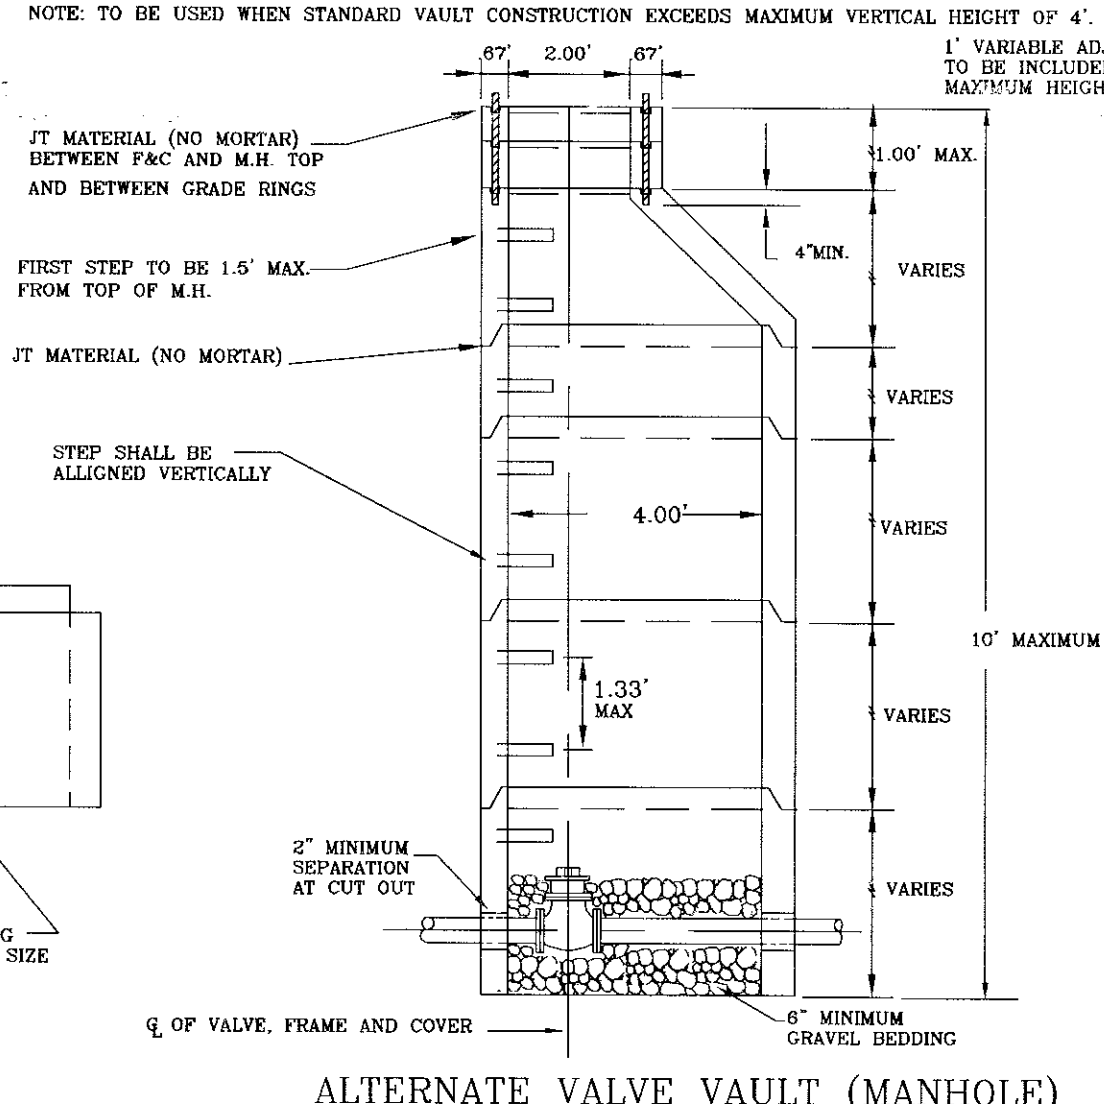 NOTE: TO BE USED WHEN STANDARD VAULT CONSTRUCTION EXCEEDS MAXIMUM VERTICAL HEIGHT OF 4'.
.67' 2.00' .67'
1' VARIABLE
TO BE
MAXIMUM
JT MATERIAL (NO MORTAR)
BETWEEN F&C AND M.H. TOP
AND BETWEEN GRADE RINGS
1.00' MAX.
4"MIN.
FIRST STEP TO BE 1.5' MAX.
FROM TOP OF M.H.
VARIES
JT MATERIAL (NO MORTAR)
VARIES
STEP SHALL BE
ALLIGNED VERTICALLY
4.00'
VARIES
10' MAXIMUM
1.33'
MAX
VARIES
2" MINIMUM
SEPARATION
AT CUT OUT
VARIES
G
SIZE
℄ OF VALVE, FRAME AND COVER
6" MINIMUM
GRAVEL BEDDING
ALTERNATE VALVE VAULT (MANHOLE)